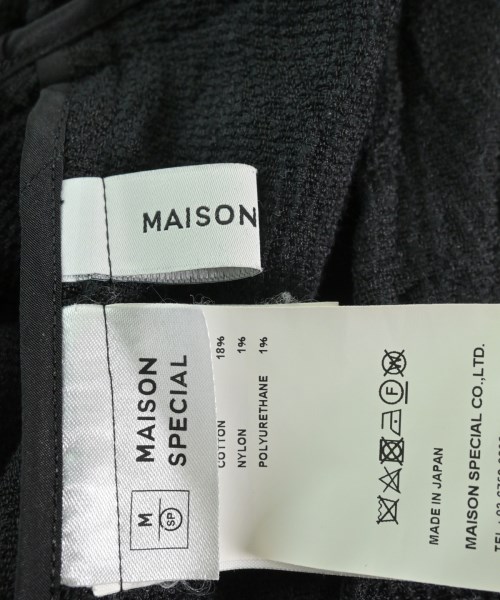 MAISON
MAISON
SPECIAL
M
SP
COTTON 18%
NYLON 1%
POLYURETHANE 1%
F
MADE IN JAPAN
MAISON SPECIAL CO.,LTD.